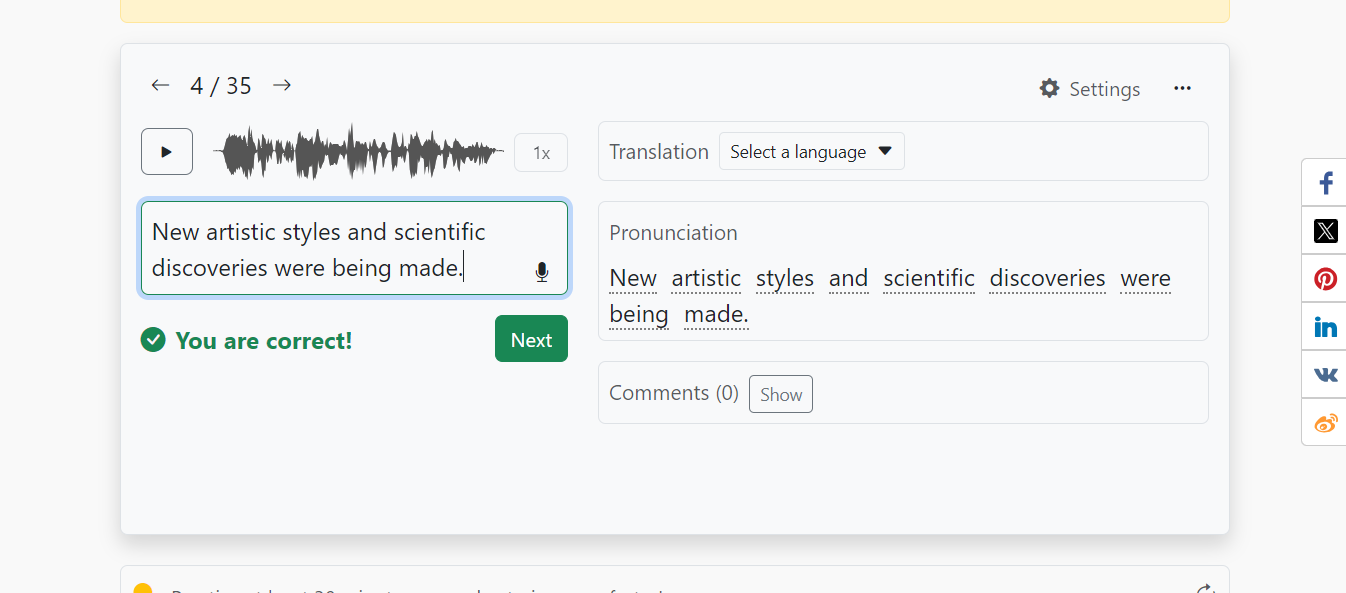 4 / 35
Settings
1x
New artistic styles and scientific
discoveries were being made.
You are correct!
Next
Translation
Select a language
Pronunciation
New artistic styles and scientific discoveries were
being made.
Comments (0)
Show